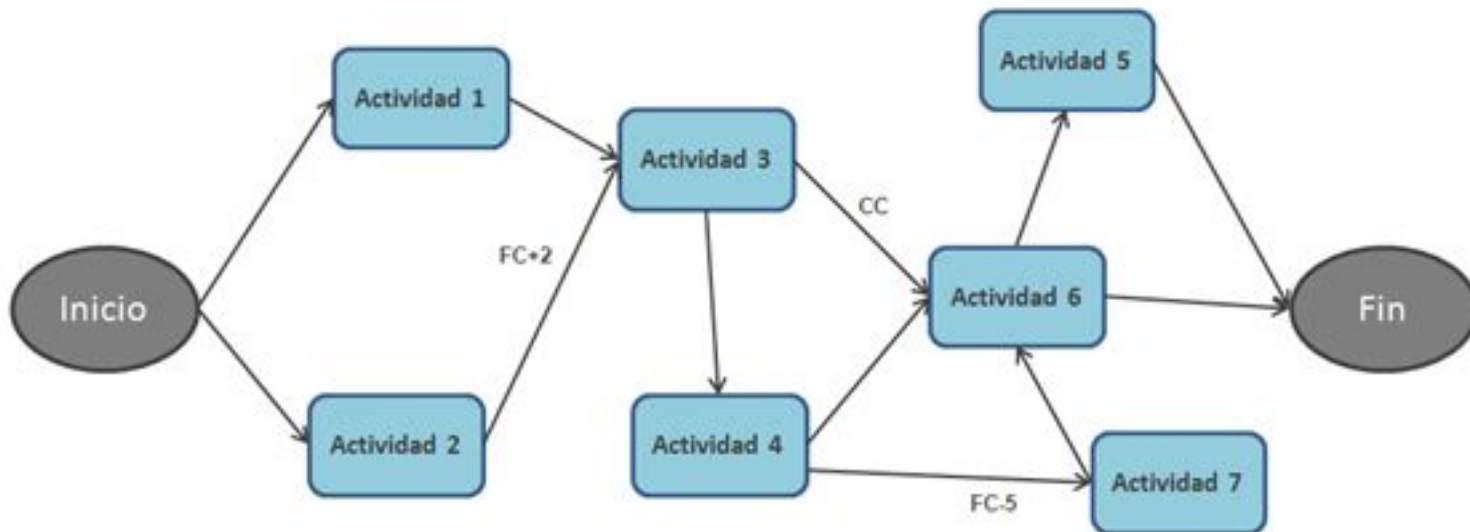 Actividad 5
Actividad 1
Actividad 3
CC
FC+2
Inicio
Actividad 6
Fin
Actividad 2
Actividad 4
Actividad 7
FC-5